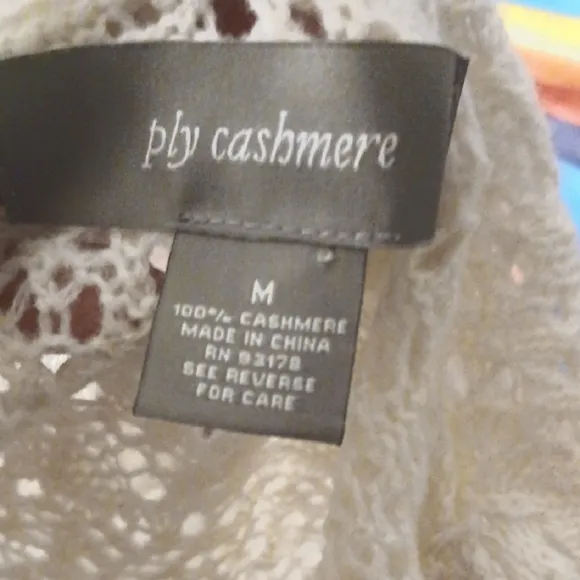 ply cashmere
M
100% CASHMERE
MADE IN CHINA
RN 93178
SEE REVERSE
FOR CARE